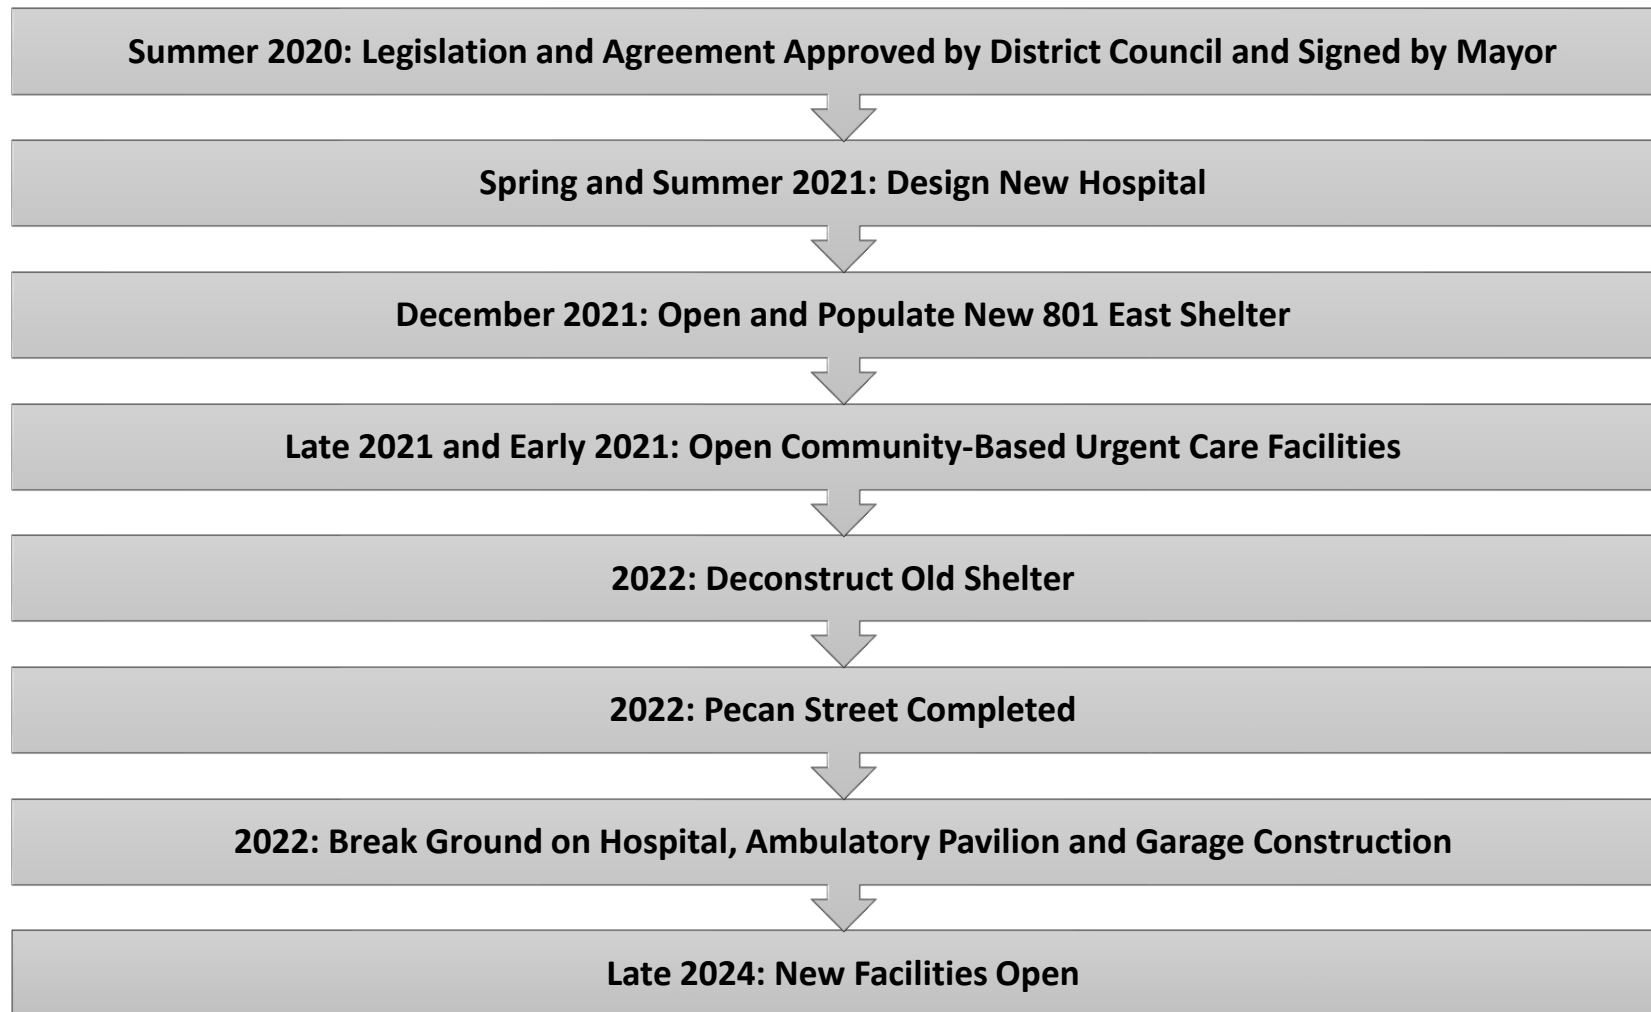 Summer 2020: Legislation and Agreement Approved by District Council and Signed by Mayor
Spring and Summer 2021: Design New Hospital
December 2021: Open and Populate New 801 East Shelter
Late 2021 and Early 2021: Open Community-Based Urgent Care Facilities
2022: Deconstruct Old Shelter
2022: Pecan Street Completed
2022: Break Ground on Hospital, Ambulatory Pavilion and Garage Construction
Late 2024: New Facilities Open